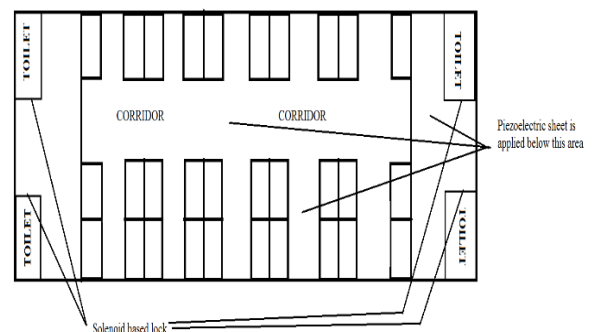 TOILET
TOILET
CORRIDOR
CORRIDOR
Piezoelectric sheet is
applied below this area
TOILET
TOILET
Solenoid based lock